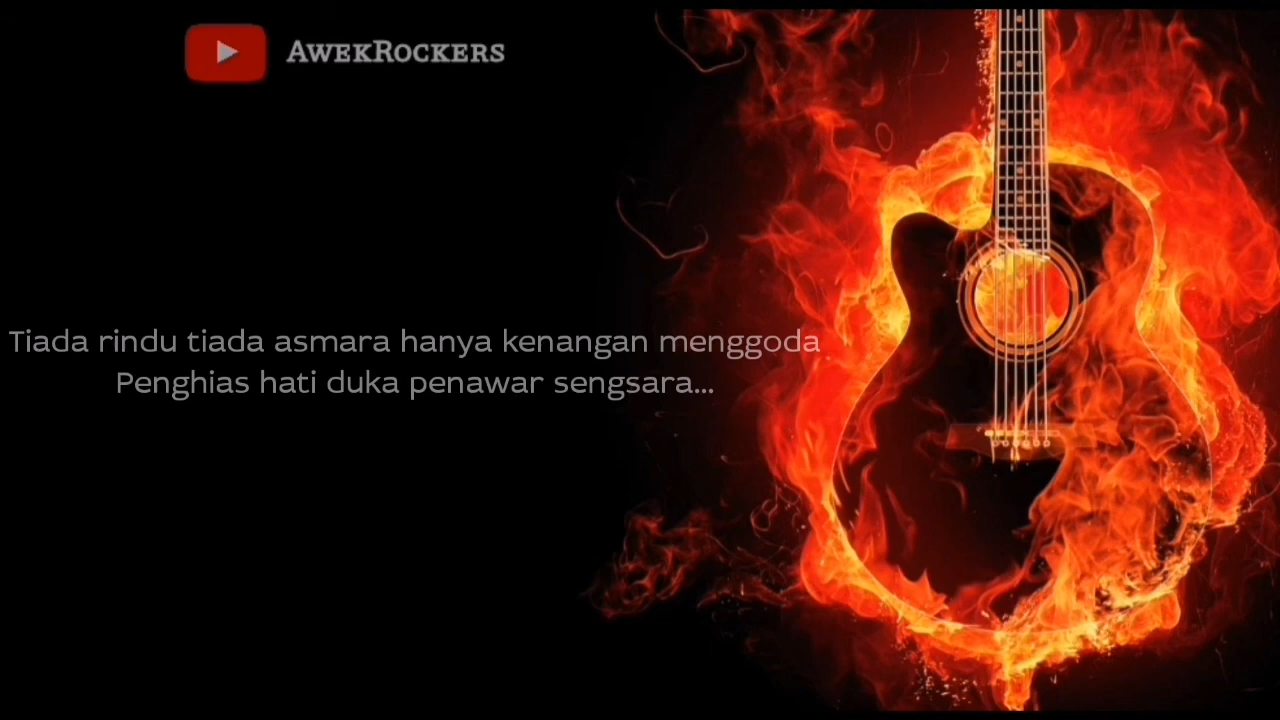 AWEKROCKERS
Tiada rindu tiada asmara hanya kenangan menggoda
Penghias hati duka penawar sengsara...